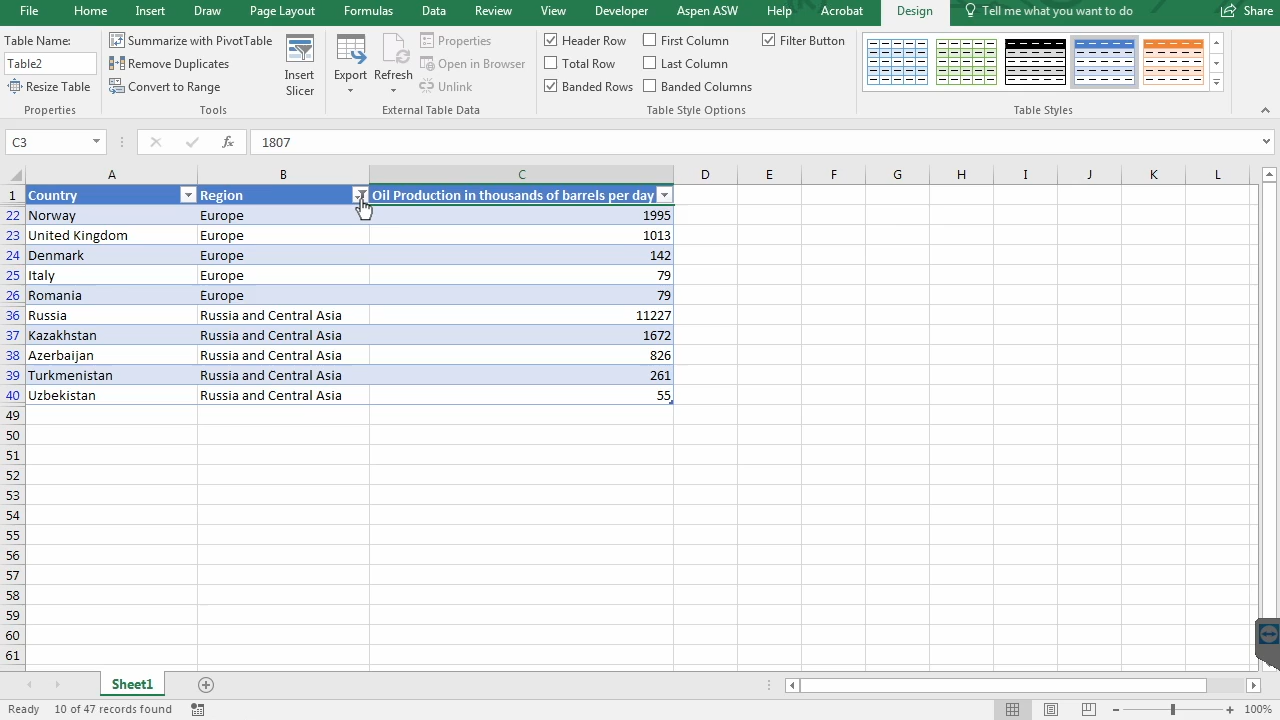 File Home Insert Draw Page Layout Formulas Data Review View Developer Aspen ASW Help Acrobat Design Tell me what you want to do Share
Table Name:
Table2
Resize Table
Properties
Summarize with PivotTable
Remove Duplicates
Convert to Range
Tools
Insert
Slicer
Export
Refresh
Properties
Open in Browser
Unlink
External Table Data
Header Row First Column Filter Button
Total Row Last Column
Banded Rows Banded Columns
Table Style Options
Table Styles
C3 fx 1807
A B C D E F G H I J K L
1 Country Region Oil Production in thousands of barrels per day
22 Norway Europe 1995
23 United Kingdom Europe 1013
24 Denmark Europe 142
25 Italy Europe 79
26 Romania Europe 79
36 Russia Russia and Central Asia 11227
37 Kazakhstan Russia and Central Asia 1672
38 Azerbaijan Russia and Central Asia 826
39 Turkmenistan Russia and Central Asia 261
40 Uzbekistan Russia and Central Asia 55
49
50
51
52
53
54
55
56
57
58
59
60
61
Sheet1
Ready 10 of 47 records found 100%